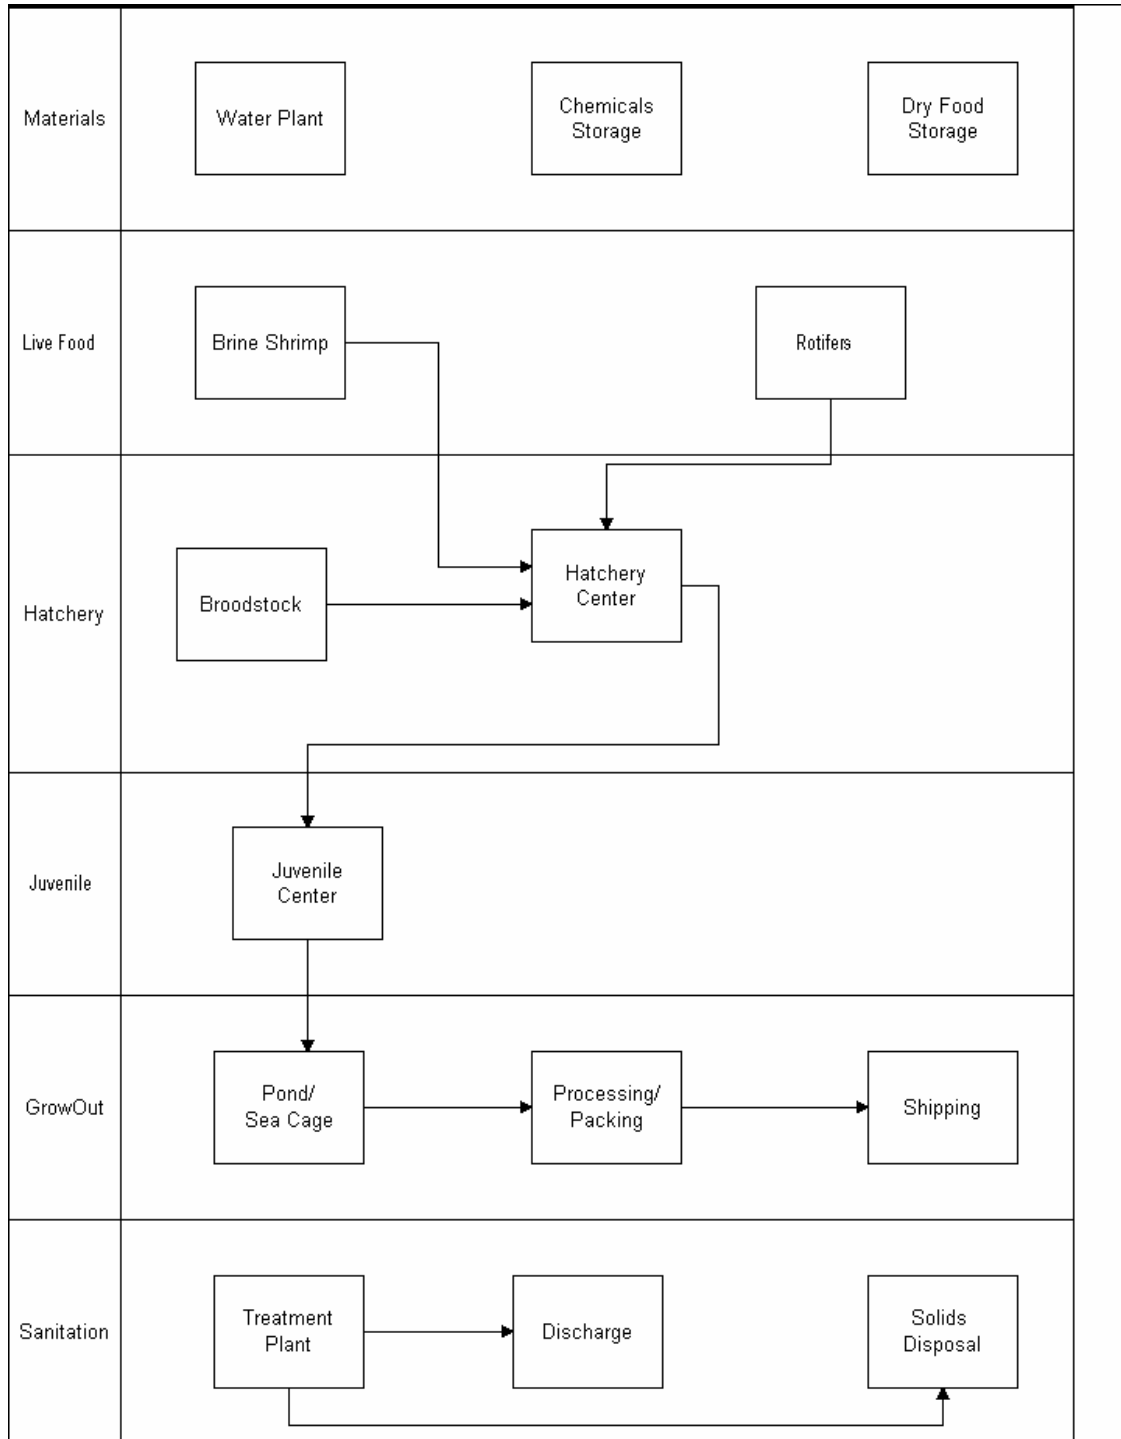 Materials
Water Plant
Chemicals
Storage
Dry Food
Storage
Live Food
Brine Shrimp
Rotifers
Hatchery
Broodstock
Hatchery
Center
Juvenile
Juvenile
Center
GrowOut
Pond/
Sea Cage
Processing/
Packing
Shipping
Sanitation
Treatment
Plant
Discharge
Solids
Disposal